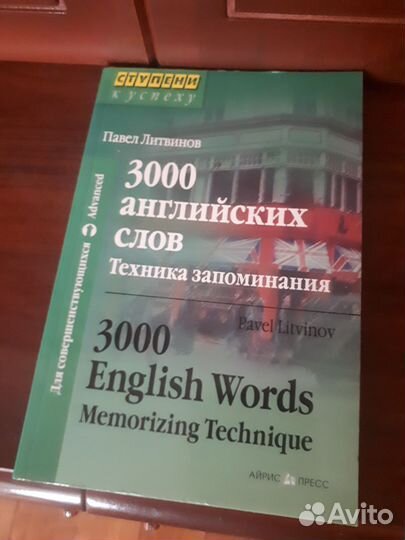 СТУПЕНИ
к успеху
Павел Литвинов
3000
английских
слов
Техника запоминания
Для совершенствующихся Advanced
Pavel Litvinov
3000
English Words
Memorizing Technique
АЙРИС ПРЕСС
Avito